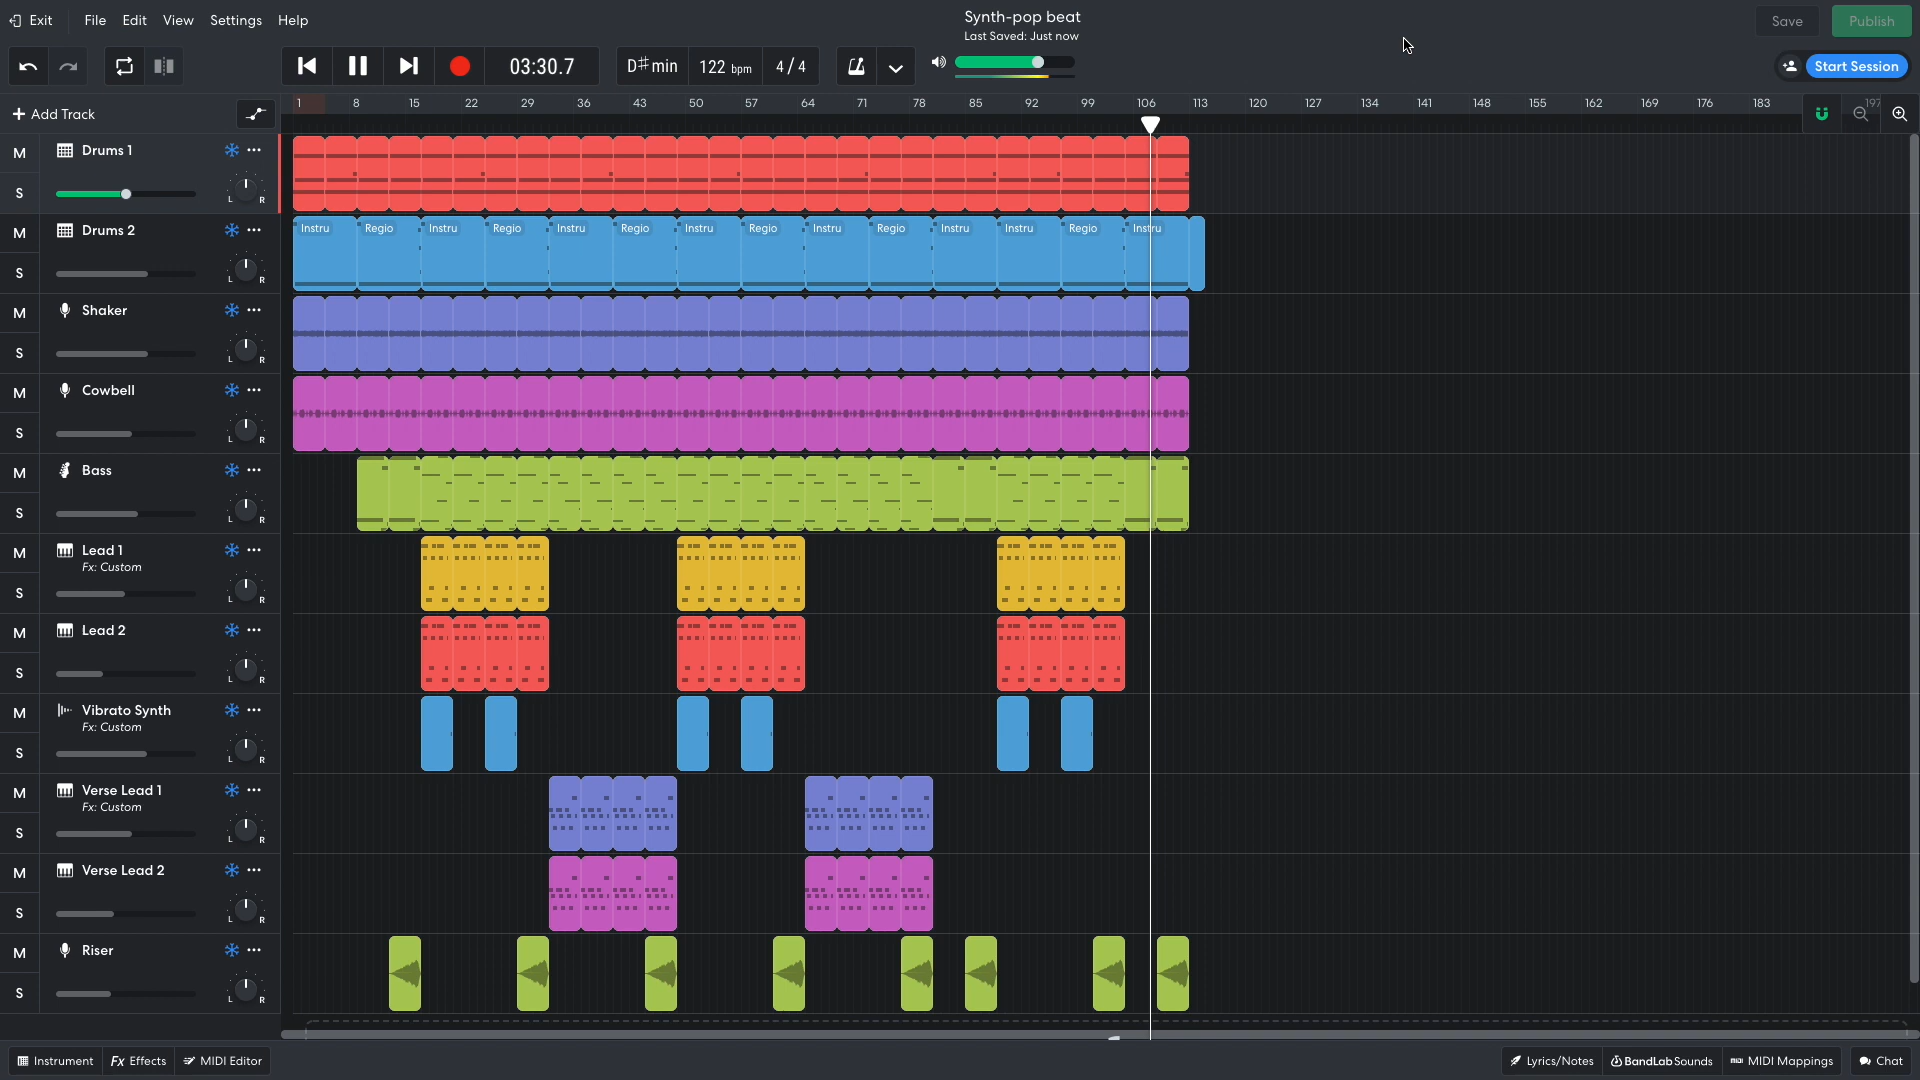 Exit File Edit View Settings Help
Synth-pop beat
Last Saved: Just now
Save Publish
03:30.7 D♯min 122 bpm 4 / 4
Start Session
+ Add Track
1 8 15 22 29 36 43 50 57 64 71 78 85 92 99 106 113 120 127 134 141 148 155 162 169 176 183 197
M Drums 1
S L R
M Drums 2
S L R
Instru Regio Instru Regio Instru Regio Instru Regio Instru Regio Instru Instru Regio Instru
M Shaker
S L R
M Cowbell
S L R
M Bass
S L R
M Lead 1
Fx: Custom
S L R
M Lead 2
S L R
M Vibrato Synth
Fx: Custom
S L R
M Verse Lead 1
Fx: Custom
S L R
M Verse Lead 2
S L R
M Riser
S L R
Instrument Fx Effects MIDI Editor Lyrics/Notes BandLab Sounds MIDI Mappings Chat